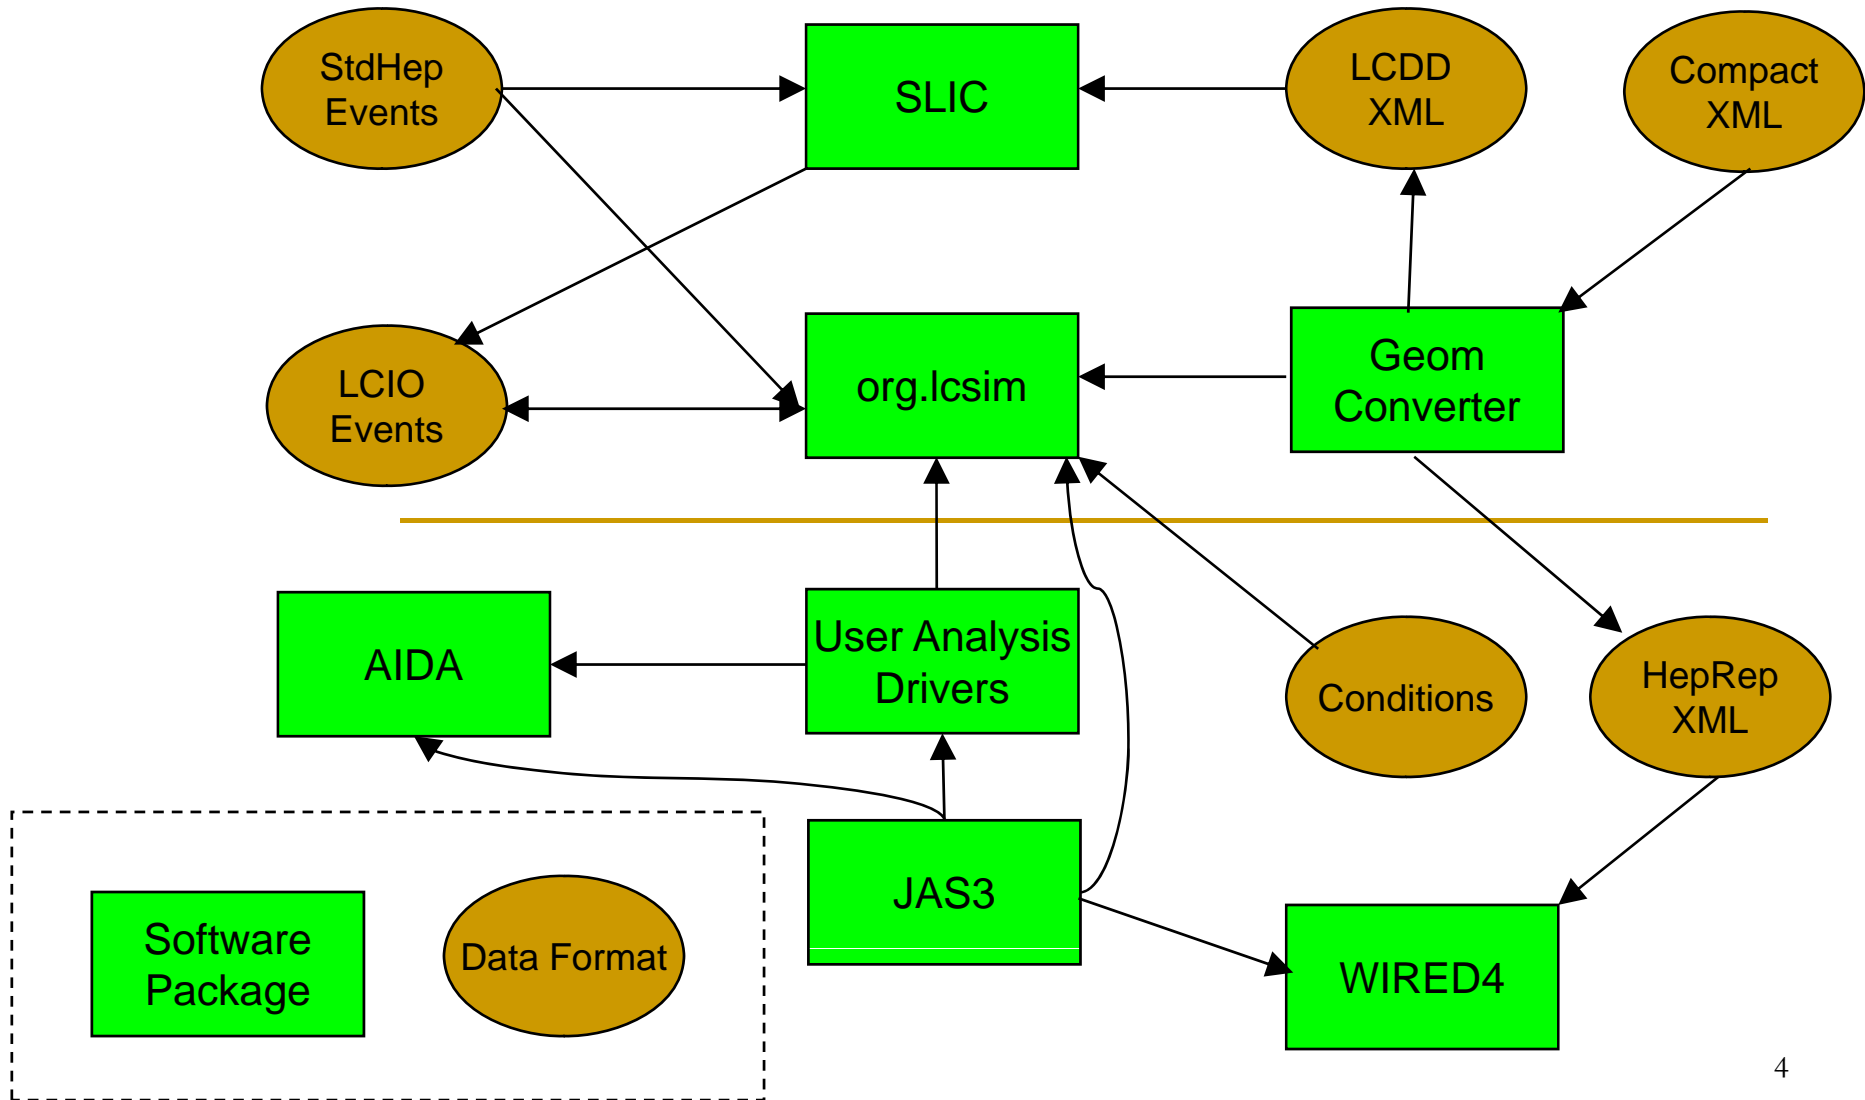 StdHep
Events
SLIC
LCDD
XML
Compact
XML
LCIO
Events
org.lcsim
Geom
Converter
AIDA
User Analysis
Drivers
Conditions
HepRep
XML
JAS3
WIRED4
Software
Package
Data Format
4